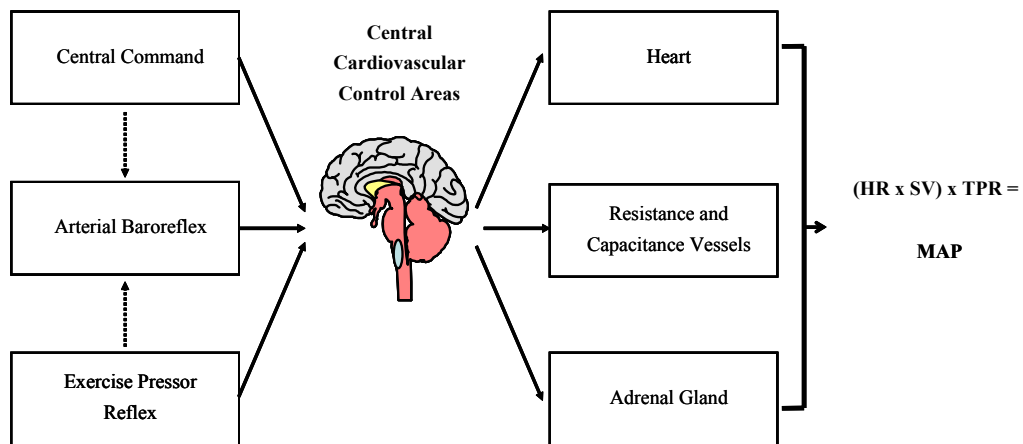 Central Command
Arterial Baroreflex
Exercise Pressor
Reflex
Central
Cardiovascular
Control Areas
Heart
Resistance and
Capacitance Vessels
Adrenal Gland
(HR x SV) x TPR =
MAP